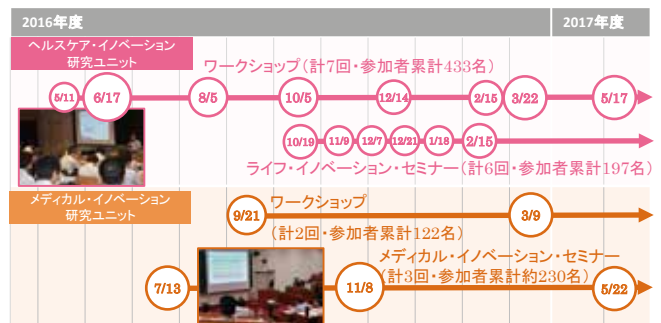 2016年度 2017年度
ヘルスケア・イノベーション
研究ユニット
ワークショップ(計7回・参加者累計433名)
5/11 6/17 8/5 10/5 12/14 2/15 3/22 5/17
10/19 11/9 12/7 12/21 1/18 2/15
ライフ・イノベーション・セミナー(計6回・参加者累計197名)
メディカル・イノベーション
研究ユニット
ワークショップ
9/21 3/9
(計2回・参加者累計122名)
メディカル・イノベーション・セミナー
(計3回・参加者累計約230名)
7/13 11/8 5/22